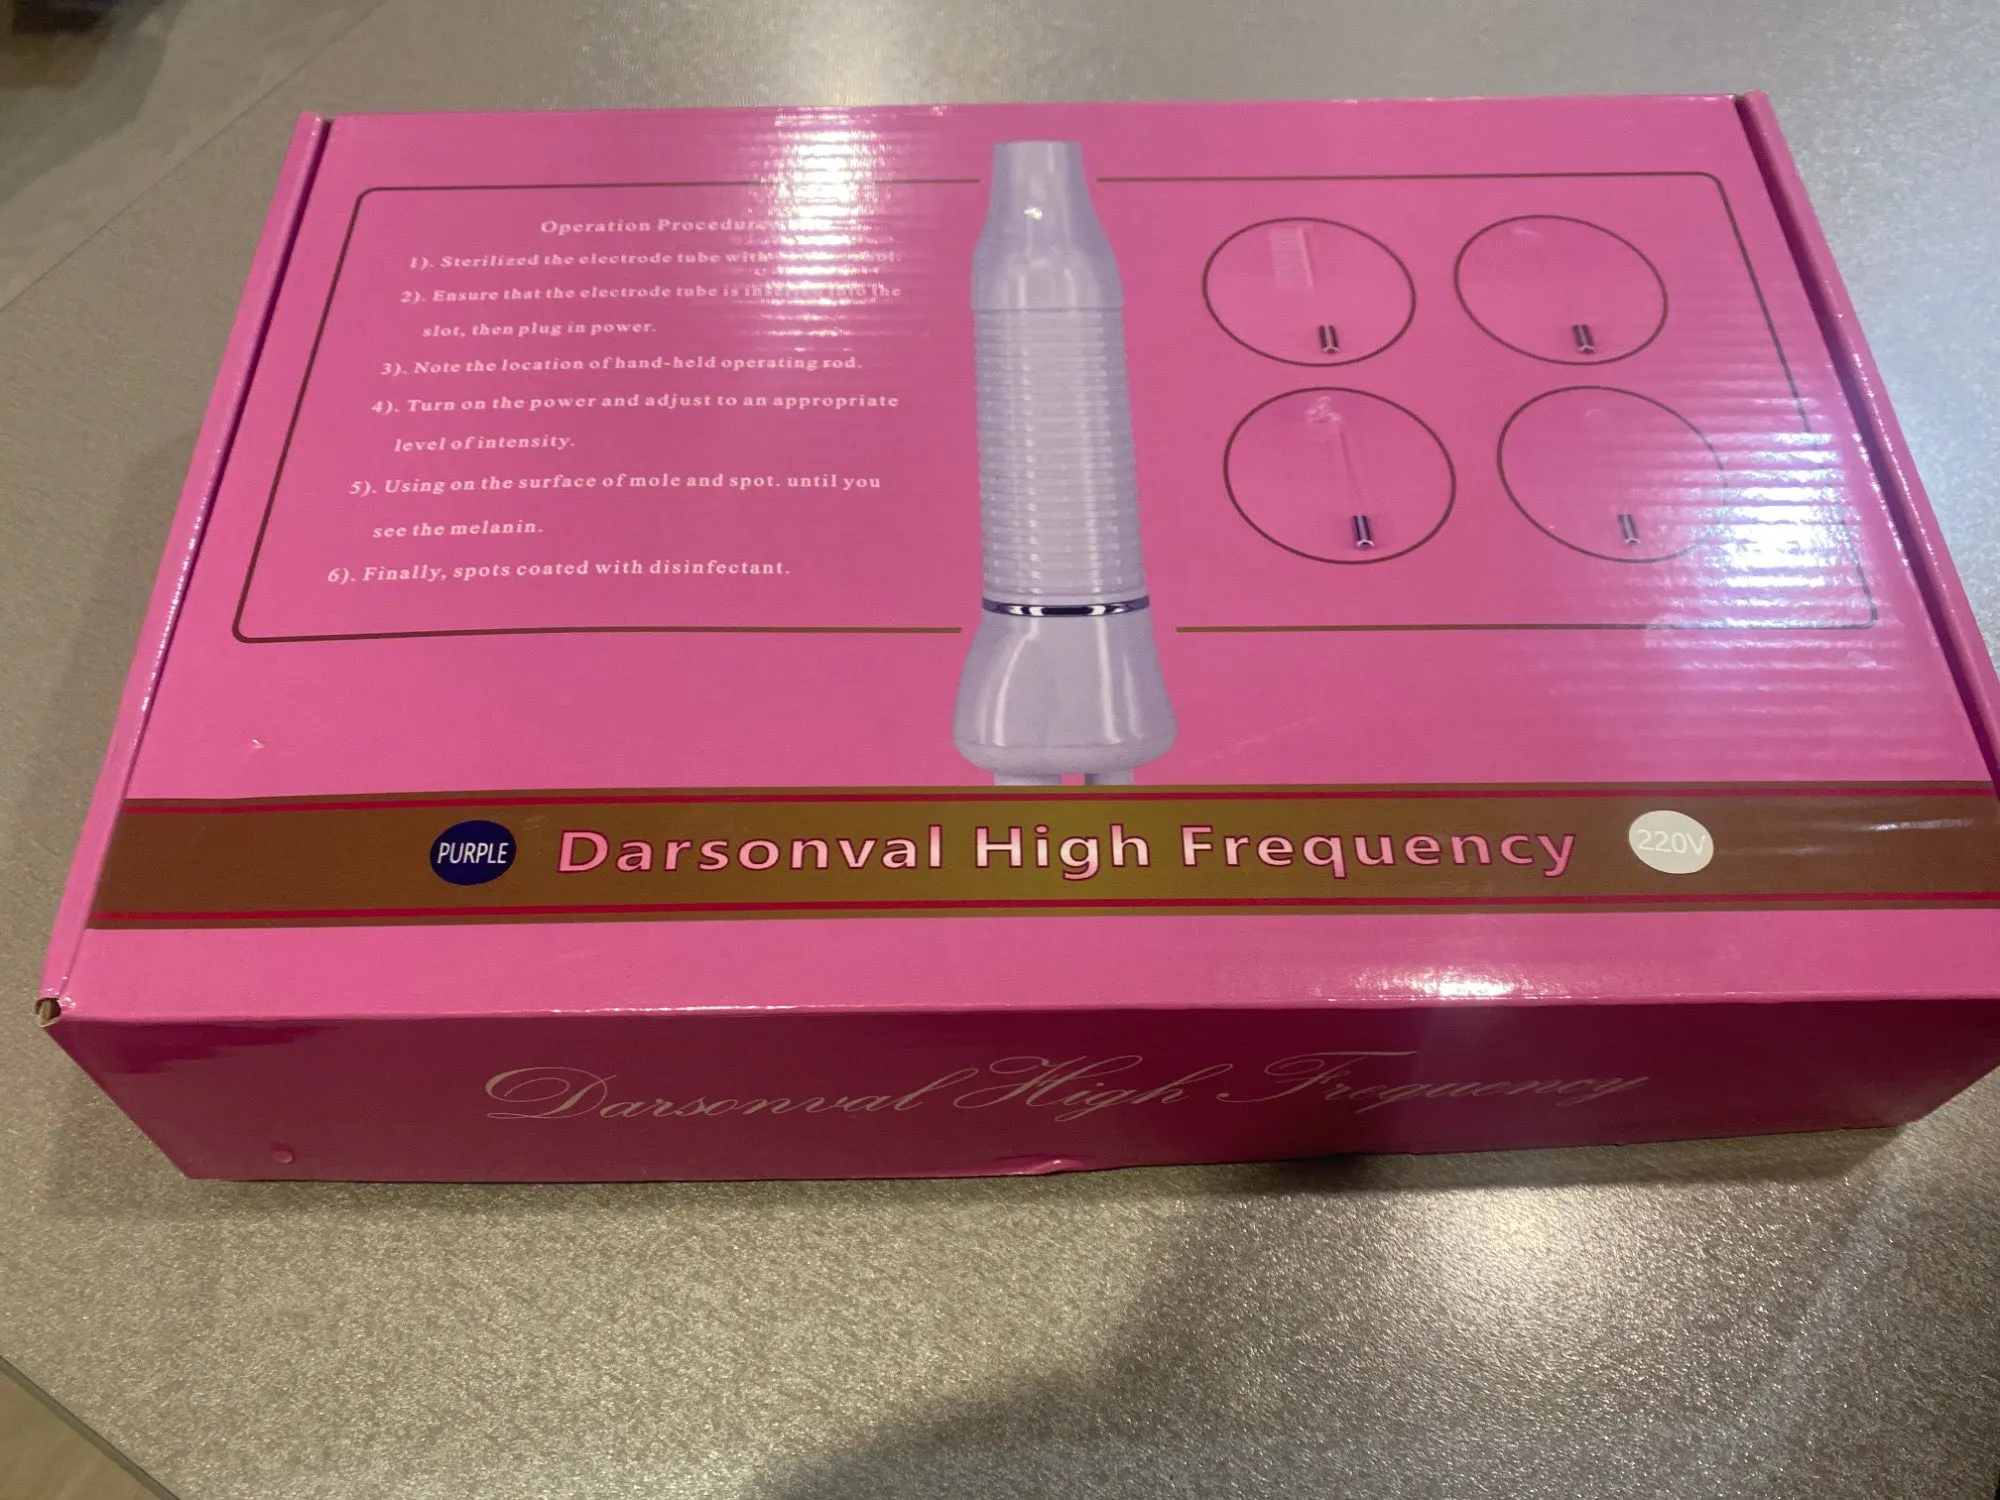 Operation Procedure
1). Sterilized the electrode tube with
2). Ensure that the electrode tube is inserted into the
slot, then plug in power.
3). Note the location of hand-held operating rod.
4). Turn on the power and adjust to an appropriate
level of intensity.
5). Using on the surface of mole and spot. until you
see the melanin.
6). Finally, spots coated with disinfectant.
PURPLE Darsonval High Frequency 220V
Darsonval High Frequency